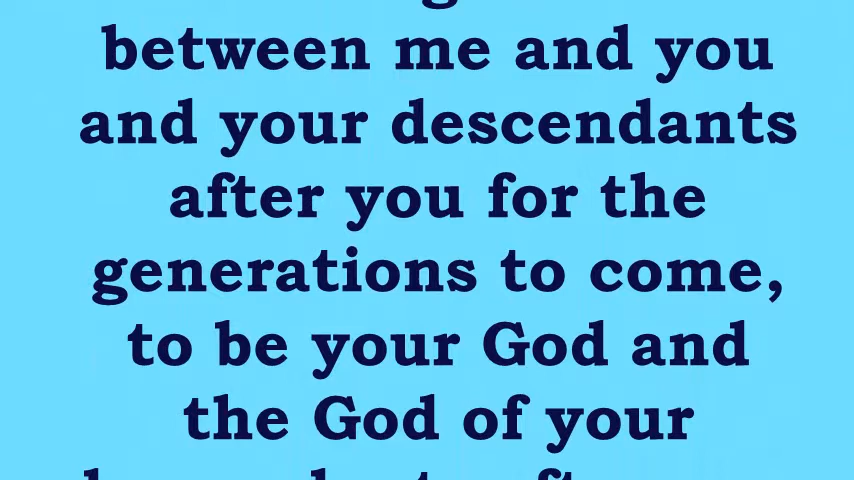 between me and you
and your descendants
after you for the
generations to come,
to be your God and
the God of your